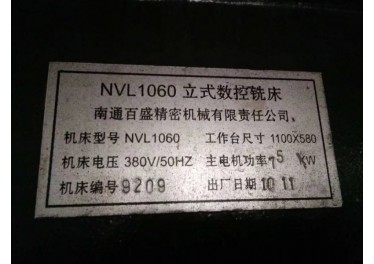 NVL1060 立式数控铣床
南通百盛精密机械有限责任公司.
机床型号 NVL1060 工作台尺寸 1100X580
机床电压 380V/50HZ 主电机功率 KW
机床编号 9209 出厂日期 10 11